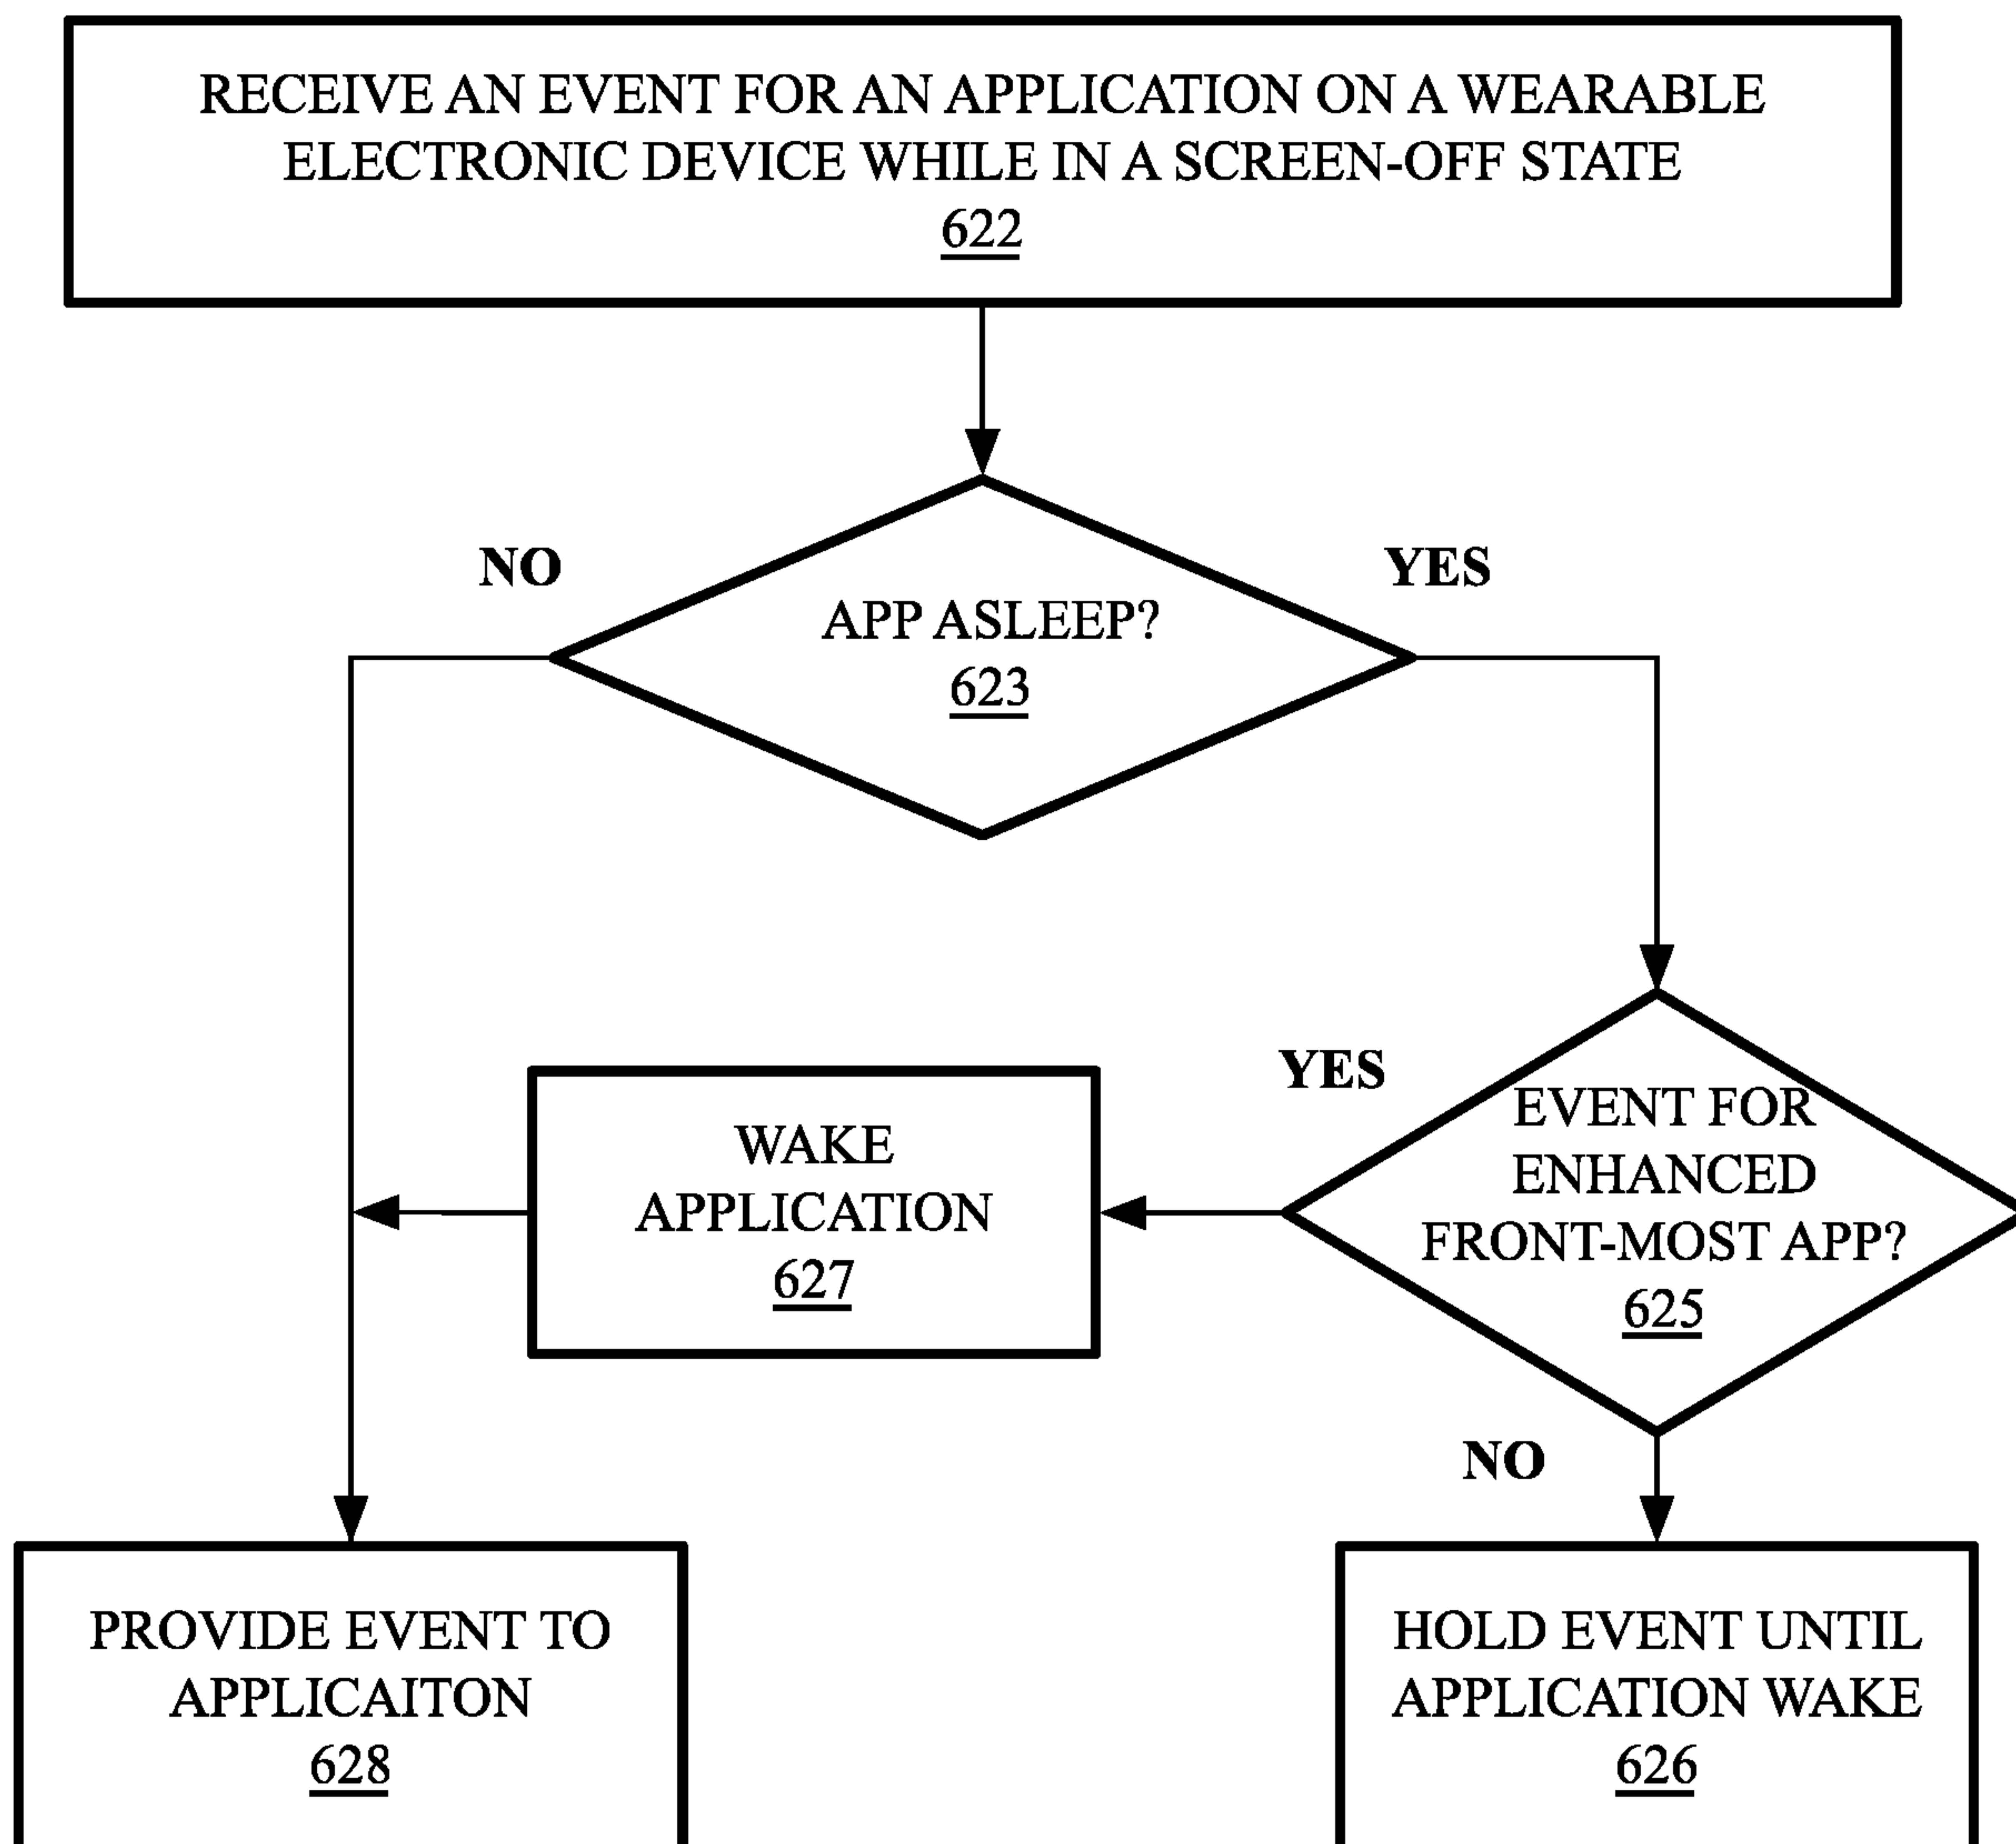 RECEIVE AN EVENT FOR AN APPLICATION ON A WEARABLE
ELECTRONIC DEVICE WHILE IN A SCREEN-OFF STATE
622
NO
YES
APP ASLEEP?
623
YES
EVENT FOR
ENHANCED
FRONT-MOST APP?
625
WAKE
APPLICATION
627
NO
PROVIDE EVENT TO
APPLICAITON
628
HOLD EVENT UNTIL
APPLICATION WAKE
626